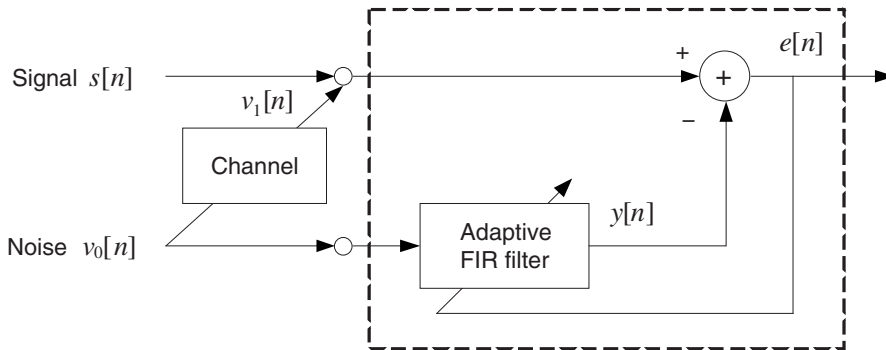 e[n]
+
+
Signal s[n]
v₁[n]
−
Channel
y[n]
Noise v₀[n]
Adaptive
FIR filter